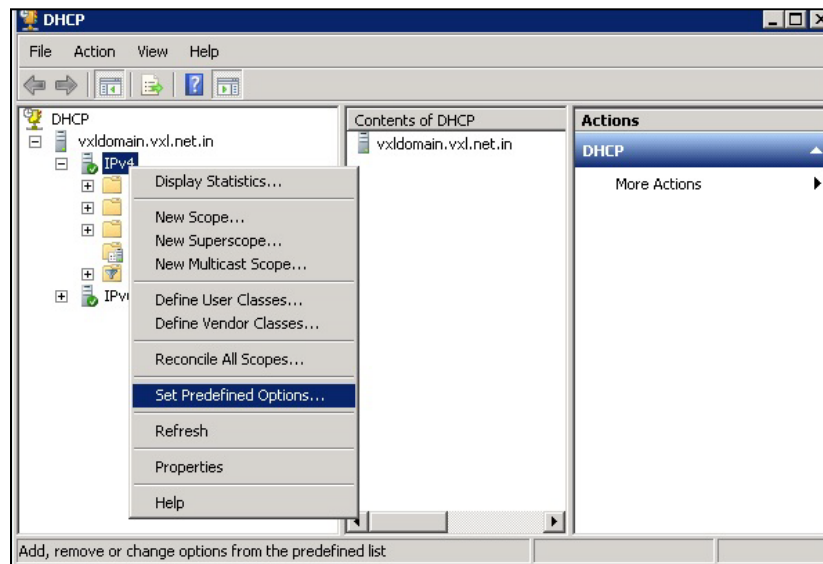 DHCP
File Action View Help
DHCP
vxldomain.vxl.net.in
IPv4
Display Statistics...
New Scope...
New Superscope...
New Multicast Scope...
Define User Classes...
Define Vendor Classes...
Reconcile All Scopes...
Set Predefined Options...
Refresh
Properties
Help
Contents of DHCP
vxldomain.vxl.net.in
Actions
DHCP
More Actions
Add, remove or change options from the predefined list